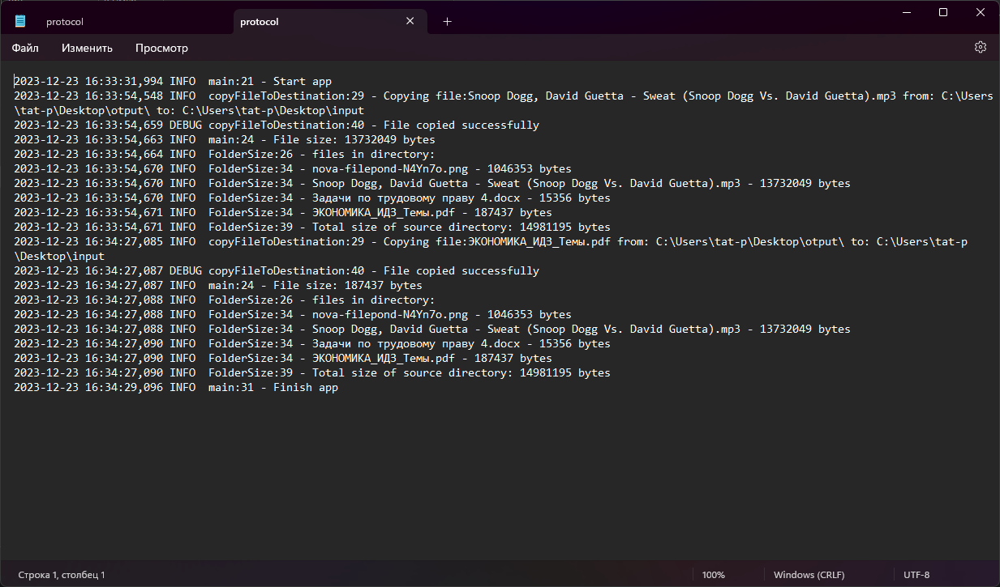 protocol
protocol
Файл Изменить Просмотр
2023-12-23 16:33:31,994 INFO  main:21 - Start app
2023-12-23 16:33:54,548 INFO  copyFileToDestination:29 - Copying file:Snoop Dogg, David Guetta - Sweat (Snoop Dogg Vs. David Guetta).mp3 from: C:\Users
\tat-p\Desktop\otput\ to: C:\Users\tat-p\Desktop\input
2023-12-23 16:33:54,659 DEBUG copyFileToDestination:40 - File copied successfully
2023-12-23 16:33:54,663 INFO  main:24 - File size: 13732049 bytes
2023-12-23 16:33:54,664 INFO  FolderSize:26 - files in directory:
2023-12-23 16:33:54,670 INFO  FolderSize:34 - nova-filepond-N4Yn7o.png - 1046353 bytes
2023-12-23 16:33:54,670 INFO  FolderSize:34 - Snoop Dogg, David Guetta - Sweat (Snoop Dogg Vs. David Guetta).mp3 - 13732049 bytes
2023-12-23 16:33:54,670 INFO  FolderSize:34 - Задачи по трудовому праву 4.docx - 15356 bytes
2023-12-23 16:33:54,671 INFO  FolderSize:34 - ЭКОНОМИКА_ИДЗ_Темы.pdf - 187437 bytes
2023-12-23 16:33:54,671 INFO  FolderSize:39 - Total size of source directory: 14981195 bytes
2023-12-23 16:34:27,085 INFO  copyFileToDestination:29 - Copying file:ЭКОНОМИКА_ИДЗ_Темы.pdf from: C:\Users\tat-p\Desktop\otput\ to: C:\Users\tat-p
\Desktop\input
2023-12-23 16:34:27,087 DEBUG copyFileToDestination:40 - File copied successfully
2023-12-23 16:34:27,087 INFO  main:24 - File size: 187437 bytes
2023-12-23 16:34:27,088 INFO  FolderSize:26 - files in directory:
2023-12-23 16:34:27,088 INFO  FolderSize:34 - nova-filepond-N4Yn7o.png - 1046353 bytes
2023-12-23 16:34:27,088 INFO  FolderSize:34 - Snoop Dogg, David Guetta - Sweat (Snoop Dogg Vs. David Guetta).mp3 - 13732049 bytes
2023-12-23 16:34:27,090 INFO  FolderSize:34 - Задачи по трудовому праву 4.docx - 15356 bytes
2023-12-23 16:34:27,090 INFO  FolderSize:34 - ЭКОНОМИКА_ИДЗ_Темы.pdf - 187437 bytes
2023-12-23 16:34:27,090 INFO  FolderSize:39 - Total size of source directory: 14981195 bytes
2023-12-23 16:34:29,096 INFO  main:31 - Finish app
Строка 1, столбец 1 100% Windows (CRLF) UTF-8